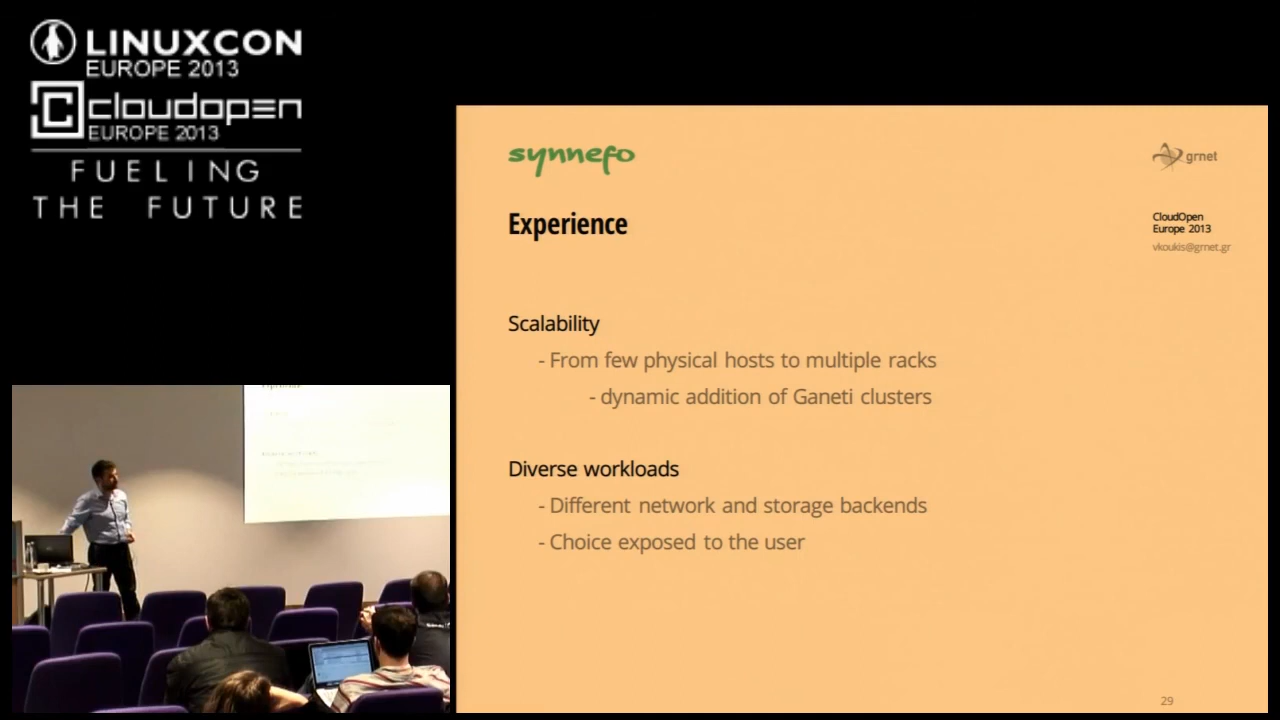 LINUXCON
EUROPE 2013
cloudopen
EUROPE 2013
FUELING
THE FUTURE
synnefo
grnet
Experience
CloudOpen
Europe 2013
vkoukis@grnet.gr
Scalability
- From few physical hosts to multiple racks
- dynamic addition of Ganeti clusters
Diverse workloads
- Different network and storage backends
- Choice exposed to the user
29